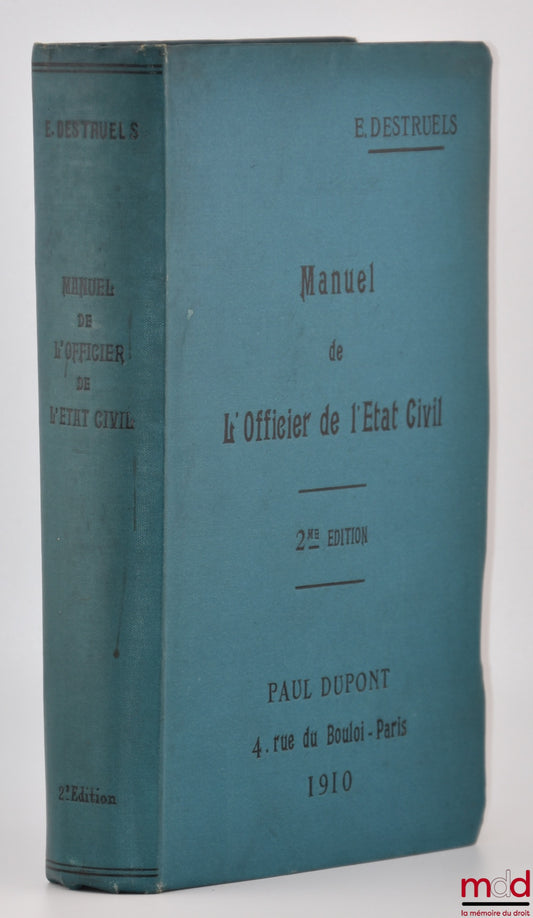 E. DESTRUELS
MANUEL
DE
L'OFFICIER
DE
L'ETAT CIVIL
2e Edition
E. DESTRUELS
Manuel
de
L'Officier de l'Etat Civil
2ME EDITION
PAUL DUPONT
4, rue du Bouloi-Paris
1910
mdd
la mémoire du droit